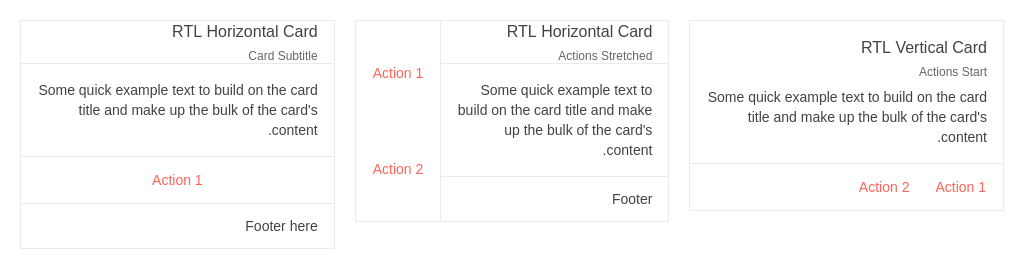 RTL Horizontal Card
Card Subtitle
Some quick example text to build on the card
title and make up the bulk of the card's
.content
Action 1
Footer here
RTL Horizontal Card
Actions Stretched
Some quick example text to
build on the card title and make
up the bulk of the card's
.content
Footer
Action 1
Action 2
RTL Vertical Card
Actions Start
Some quick example text to build on the card
title and make up the bulk of the card's
.content
Action 2 Action 1